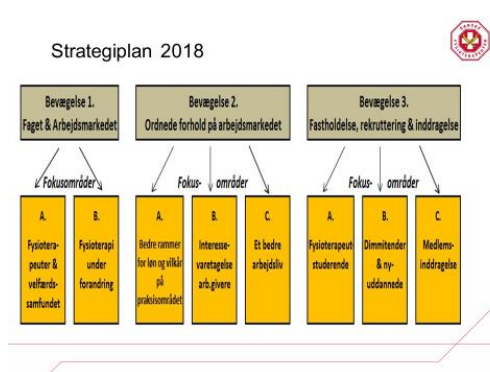 DANSKE
FYSIOTERAPEUTER
Strategiplan 2018
Bevægelse 1.
Faget & Arbejdsmarkedet
Bevægelse 2.
Ordnede forhold på arbejdsmarkedet
Bevægelse 3.
Fastholdelse, rekruttering & inddragelse
Fokusområder
Fokus- områder
Fokus- områder
A.
Fysiotera-
peuter &
velfærds-
samfundet
B.
Fysioterapi
under
forandring
A.
Bedre rammer
for løn og vilkår
på
praksisområdet
B.
Interesse-
varetagelse
arb.givere
C.
Et bedre
arbejdsliv
A.
Fysioterapeut
studerende
B.
Dimmitender
& ny-
uddannede
C.
Medlems-
inddragelse